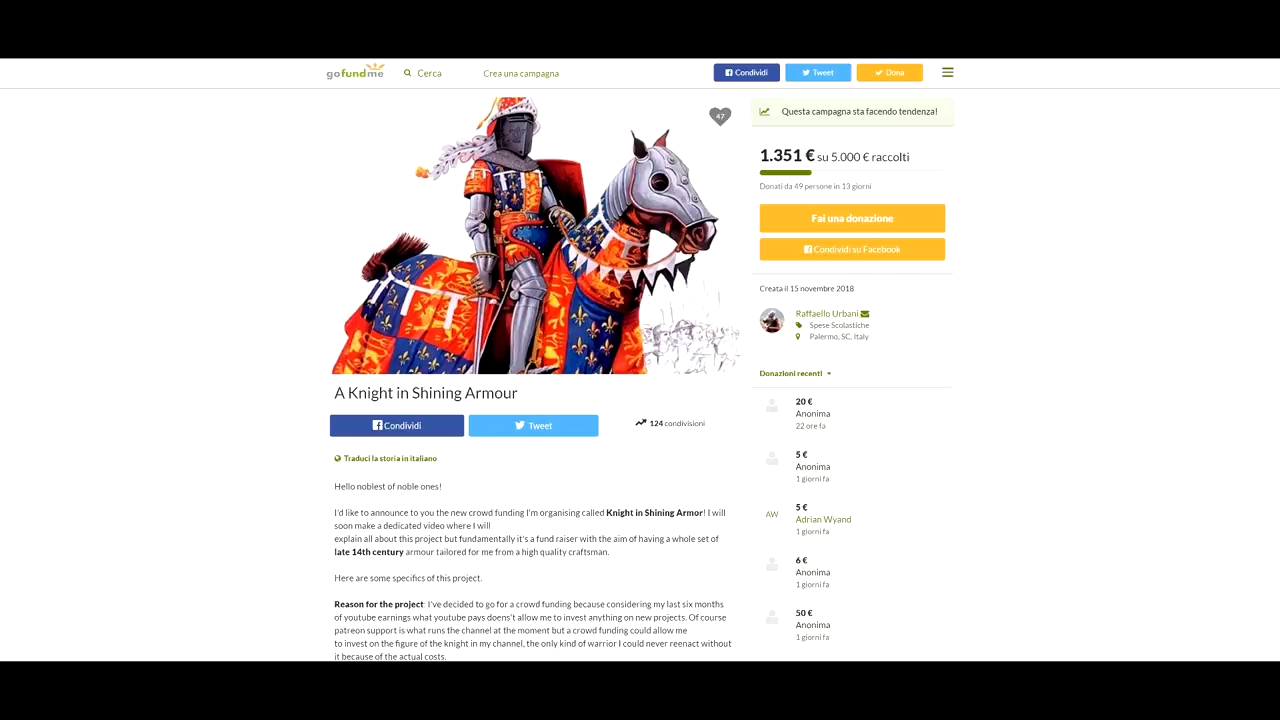 gofundme
Cerca
Crea una campagna
Condividi
Tweet
Dona
47
Questa campagna sta facendo tendenza!
1.351 € su 5.000 € raccolti
Donati da 49 persone in 13 giorni
Fai una donazione
Condividi su Facebook
Creata il 15 novembre 2018
Raffaello Urbani
Spese Scolastiche
Palermo, SC, Italy
A Knight in Shining Armour
Condividi
Tweet
124 condivisioni
Traduci la storia in italiano
Hello noblest of noble ones!
I'd like to announce to you the new crowd funding I'm organising called Knight in Shining Armor! I will
soon make a dedicated video where I will
explain all about this project but fundamentally it's a fund raiser with the aim of having a whole set of
late 14th century armour tailored for me from a high quality craftsman.
Here are some specifics of this project.
Reason for the project: I've decided to go for a crowd funding because considering my last six months
of youtube earnings what youtube pays doens't allow me to invest anything on new projects. Of course
patreon support is what runs the channel at the moment but a crowd funding could allow me
to invest on the figure of the knight in my channel, the only kind of warrior I could never reenact without
it because of the actual costs.
Donazioni recenti
20 €
Anonima
22 ore fa
5 €
Anonima
1 giorni fa
AW
5 €
Adrian Wyand
1 giorni fa
6 €
Anonima
1 giorni fa
50 €
Anonima
1 giorni fa